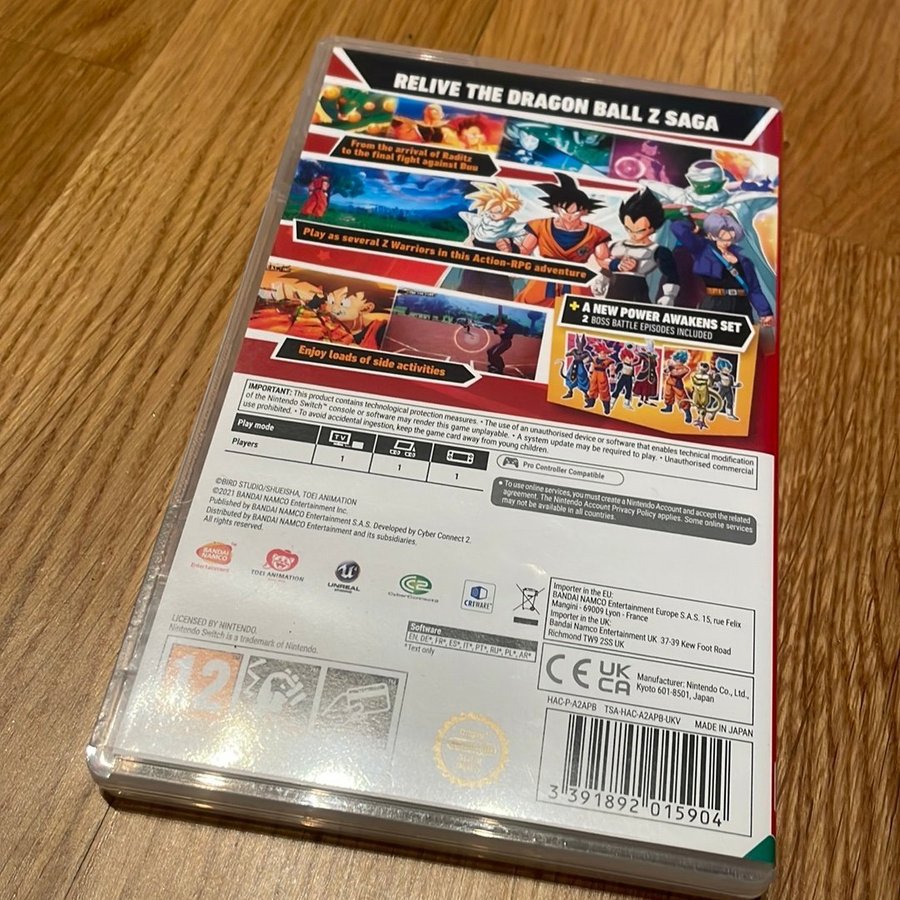 RELIVE THE DRAGON BALL Z SAGA
From the arrival of Raditz
to the final fight against Buu
Play as several Z Warriors in this Action-RPG adventure
+ A NEW POWER AWAKENS SET
2 BOSS BATTLE EPISODES INCLUDED
Enjoy loads of side activities
IMPORTANT: This product contains technological protection measures. • The use of an unauthorised device or software that enables technical modification
of the Nintendo Switch™ console or software may render this game unplayable. • A system update may be required to play. • Unauthorised commercial
use prohibited. • To avoid accidental ingestion, keep the game card away from young children.
Play mode
TV
Players
1
1
1
Pro Controller Compatible
• To use online services, you must create a Nintendo Account and accept the related
agreement. The Nintendo Account Privacy Policy applies. Some online services
may not be available in all countries.
©BIRD STUDIO/SHUEISHA, TOEI ANIMATION
©2021 BANDAI NAMCO Entertainment Inc.
Published by BANDAI NAMCO Entertainment S.A.S. Developed by Cyber Connect 2.
Distributed by BANDAI NAMCO Entertainment and its subsidiaries.
All rights reserved.
BANDAI
NAMCO
Entertainment
TOEI ANIMATION
UNREAL
CyberConnect2
CRIWARE™
LICENSED BY NINTENDO.
Nintendo Switch is a trademark of Nintendo.
Software
EN, DE*, FR*, ES*, IT*, PT*, RU*, PL*, AR*
*Text only
Importer in the EU:
BANDAI NAMCO Entertainment Europe S.A.S. 15, rue Felix
Mangini - 69009 Lyon - France
Importer in the UK:
Bandai Namco Entertainment UK. 37-39 Kew Foot Road
Richmond TW9 2SS UK
CE
UK
CA
Manufacturer: Nintendo Co., Ltd.,
Kyoto 601-8501, Japan
HAC-P-A2APB TSA-HAC-A2APB-UKV MADE IN JAPAN
12
3 391892 015904